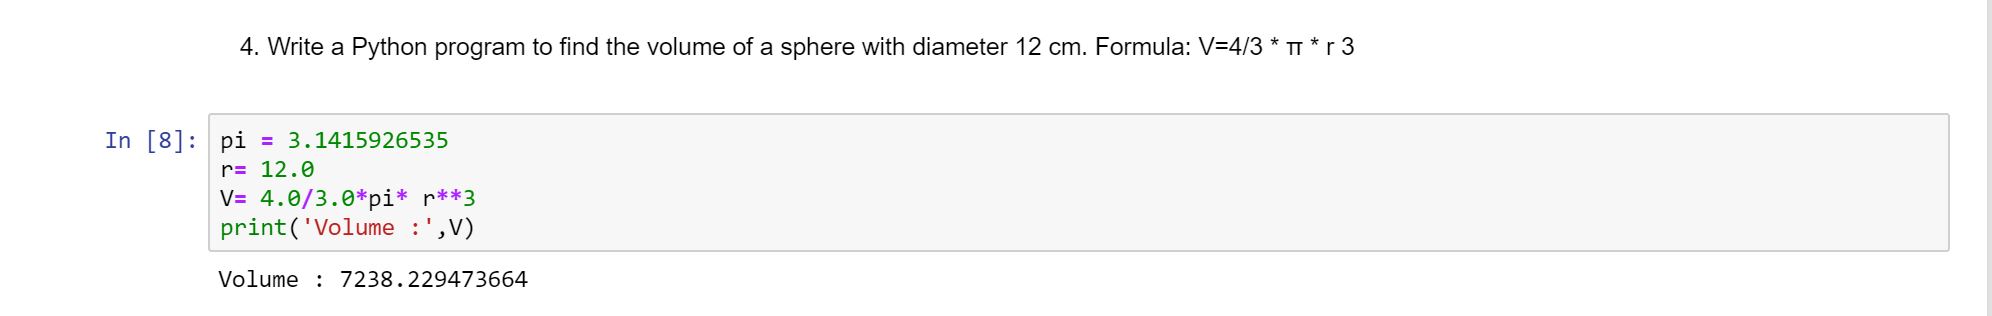 4. Write a Python program to find the volume of a sphere with diameter 12 cm. Formula: V=4/3 * π * r 3
In [8]: pi = 3.1415926535
r= 12.0
V= 4.0/3.0*pi* r**3
print('Volume :',V)
Volume : 7238.229473664